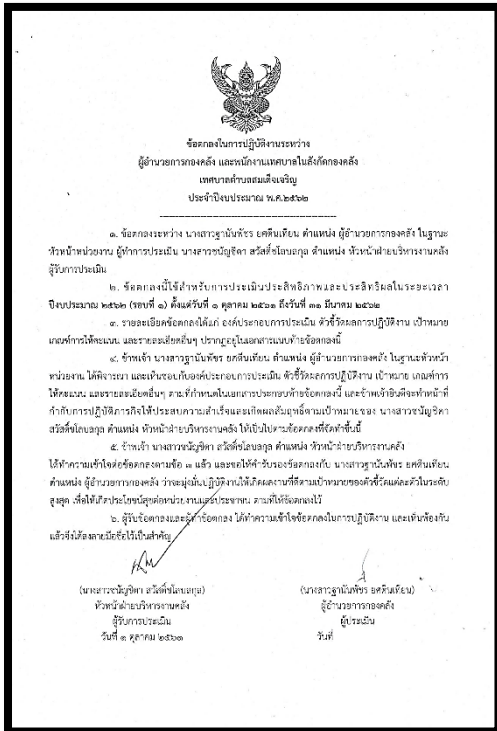 ข้อตกลงในการปฏิบัติงานระหว่าง
ผู้อำนวยการกองคลัง และพนักงานเทศบาลในสังกัดกองคลัง
เทศบาลตำบลสมเด็จเจริญ
ประจำปีงบประมาณ พ.ศ.๒๕๖๒
๑. ข้อตกลงระหว่าง นางสาวฐานันพัชร ยศตินเทียน ตำแหน่ง ผู้อำนวยการกองคลัง ในฐานะ
หัวหน้าหน่วยงาน ผู้ทำการประเมิน นางสาวชนัญชิดา สวัสดิ์ชโลบลกุล ตำแหน่ง หัวหน้าฝ่ายบริหารงานคลัง
ผู้รับการประเมิน
๒. ข้อตกลงนี้ใช้สำหรับการประเมินประสิทธิภาพและประสิทธิผลในระยะเวลา
ปีงบประมาณ ๒๕๖๒ (รอบที่ ๑) ตั้งแต่วันที่ ๑ ตุลาคม ๒๕๖๑ ถึงวันที่ ๓๑ มีนาคม ๒๕๖๒
๓. รายละเอียดข้อตกลงได้แก่ องค์ประกอบการประเมิน ตัวชี้วัดผลการปฏิบัติงาน เป้าหมาย
เกณฑ์การให้คะแนน และรายละเอียดอื่นๆ ปรากฏอยู่ในเอกสารแนบท้ายข้อตกลงนี้
๔. ข้าพเจ้า นางสาวฐานันพัชร ยศตินเทียน ตำแหน่ง ผู้อำนวยการกองคลัง ในฐานะหัวหน้า
หน่วยงาน ได้พิจารณา และเห็นชอบกับองค์ประกอบการประเมิน ตัวชี้วัดผลการปฏิบัติงาน เป้าหมาย เกณฑ์การ
ให้คะแนน และรายละเอียดอื่นๆ ตามที่กำหนดในเอกสารประกอบท้ายข้อตกลงนี้ และข้าพเจ้ายินดีจะทำหน้าที่
กำกับการปฏิบัติภารกิจให้ประสบความสำเร็จและเกิดผลสัมฤทธิ์ตามเป้าหมายของ นางสาวชนัญชิดา
สวัสดิ์ชโลบลกุล ตำแหน่ง หัวหน้าฝ่ายบริหารงานคลัง ให้เป็นไปตามข้อตกลงที่จัดทำขึ้นนี้
๕. ข้าพเจ้า นางสาวชนัญชิดา สวัสดิ์ชโลบลกุล ตำแหน่ง หัวหน้าฝ่ายบริหารงานคลัง
ได้ทำความเข้าใจต่อข้อตกลงตามข้อ ๓ แล้ว และขอให้คำรับรองข้อตกลงกับ นางสาวฐานันพัชร ยศตินเทียน
ตำแหน่ง ผู้อำนวยการกองคลัง ว่าจะมุ่งมั่นปฏิบัติงานให้เกิดผลงานที่ดีตามเป้าหมายของตัวชี้วัดแต่ละตัวในระดับ
สูงสุด เพื่อให้เกิดประโยชน์สุขต่อหน่วยงานและประชาชน ตามที่ให้ข้อตกลงไว้
๖. ผู้รับข้อตกลงและผู้ทำข้อตกลง ได้ทำความเข้าใจข้อตกลงในการปฏิบัติงาน และเห็นพ้องกัน
แล้วจึงได้ลงลายมือชื่อไว้เป็นสำคัญ
(นางสาวชนัญชิดา สวัสดิ์ชโลบลกุล) (นางสาวฐานันพัชร ยศตินเทียน)
หัวหน้าฝ่ายบริหารงานคลัง ผู้อำนวยการกองคลัง
ผู้รับการประเมิน ผู้ประเมิน
วันที่ ๑ ตุลาคม ๒๕๖๑ วันที่